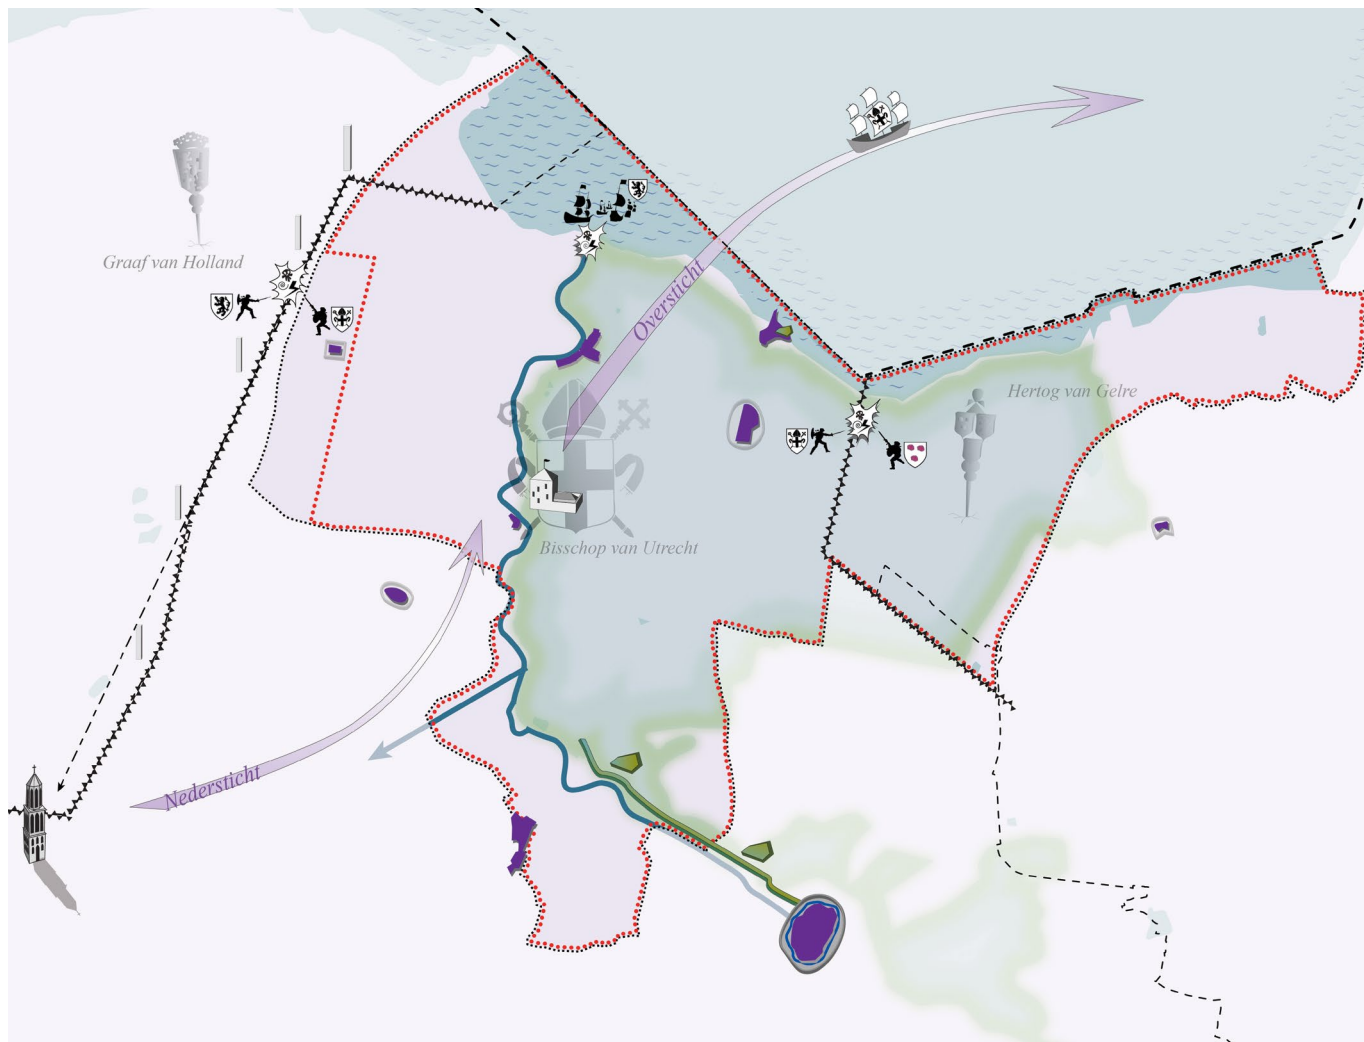 Graaf van Holland
Oversticht
Hertog van Gelre
Bisschop van Utrecht
Nedersticht